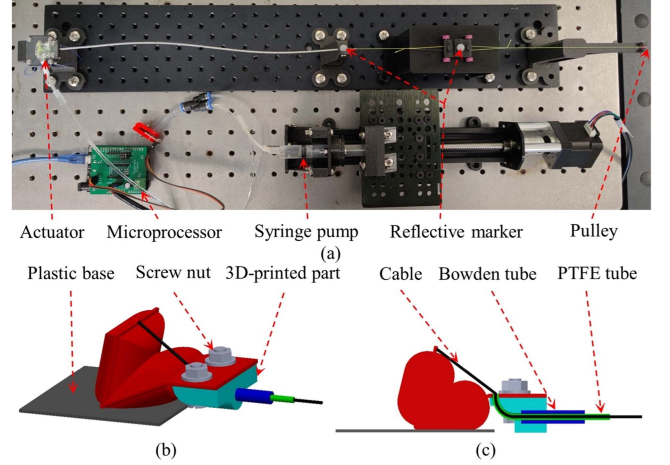 Actuator Microprocessor Syringe pump Reflective marker Pulley
(a)
Plastic base Screw nut 3D-printed part Cable Bowden tube PTFE tube
(b) (c)